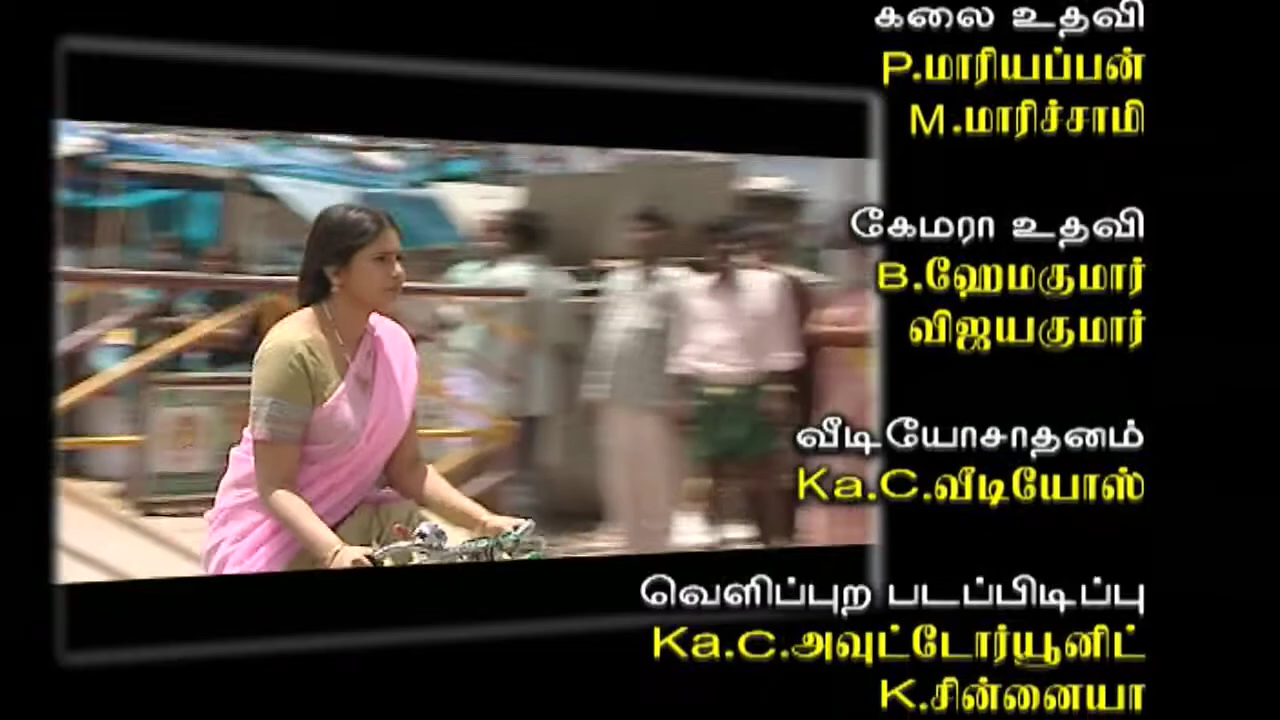 கலை உதவி
P.மாரியப்பன்
M.மாரிச்சாமி
கேமரா உதவி
B.ஹேமகுமார்
விஜயகுமார்
வீடியோசாதனம்
Ka.C.வீடியோஸ்
வெளிப்புற படப்பிடிப்பு
Ka.C.அவுட்டோர்யூனிட்
K.சின்னையா